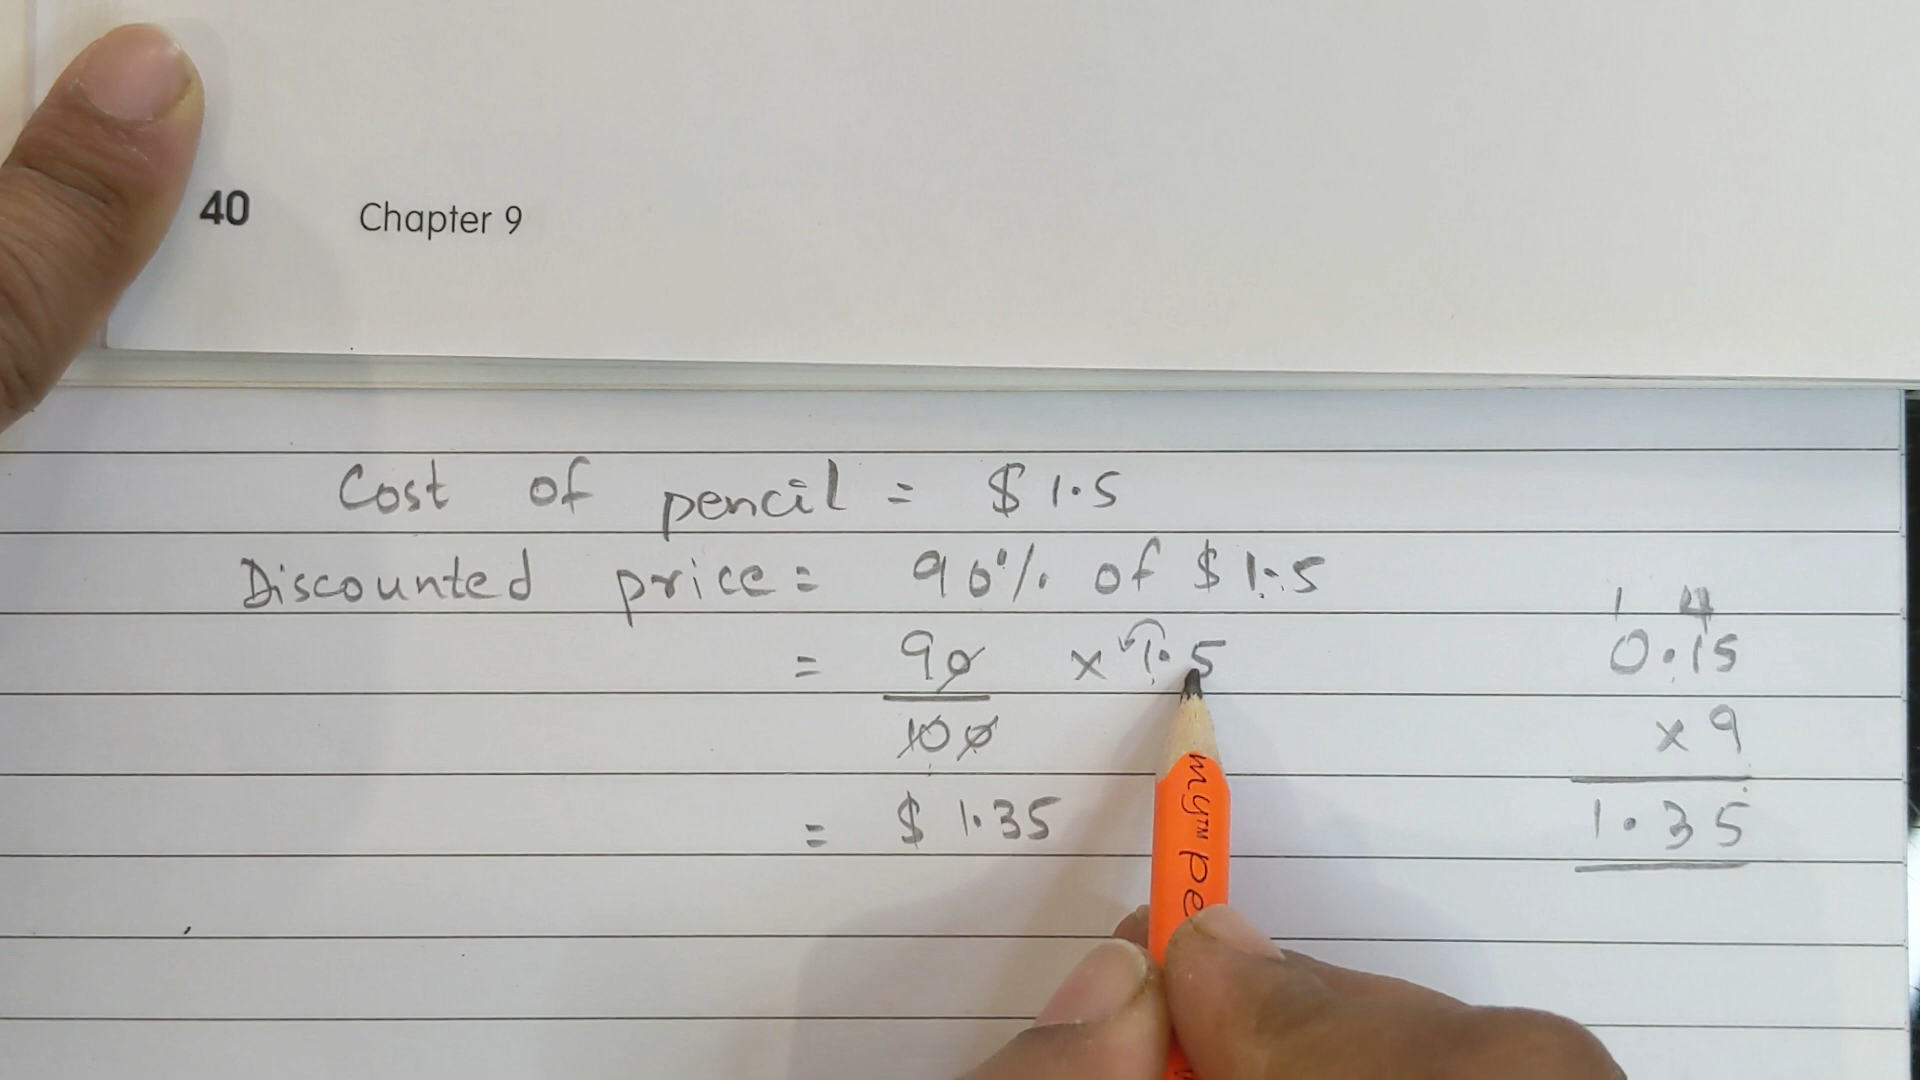 40 Chapter 9
Cost of pencil = $ 1.5
Discounted price = 90% of $ 1.5
= 90 × 1.5
100
= $ 1.35
1 4
0.15
× 9
1.35
my™ pe